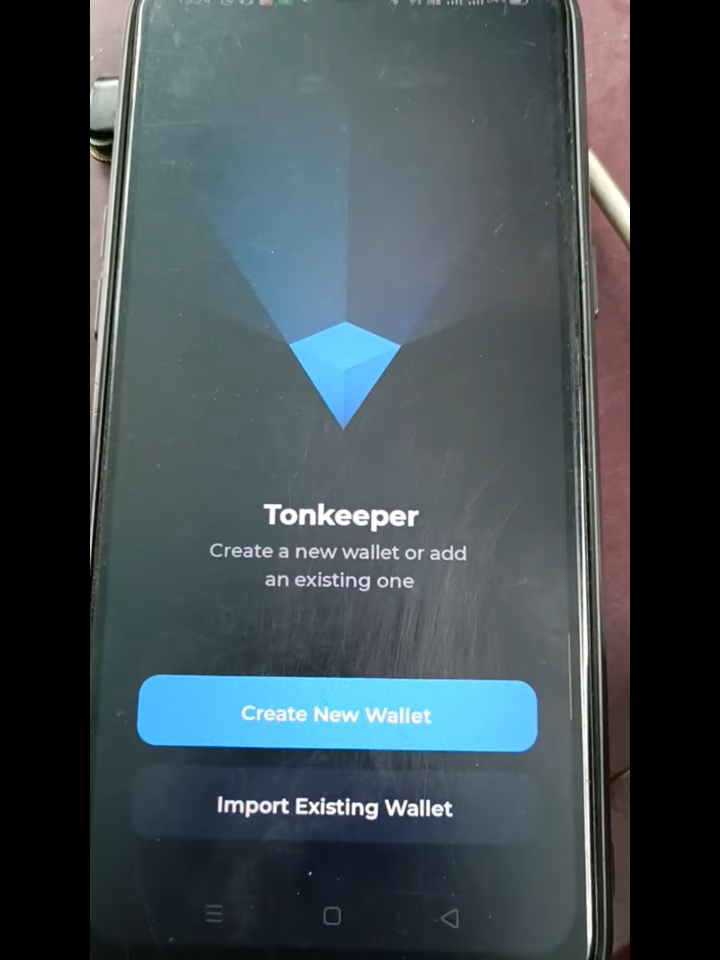 Tonkeeper
Create a new wallet or add
an existing one
Create New Wallet
Import Existing Wallet